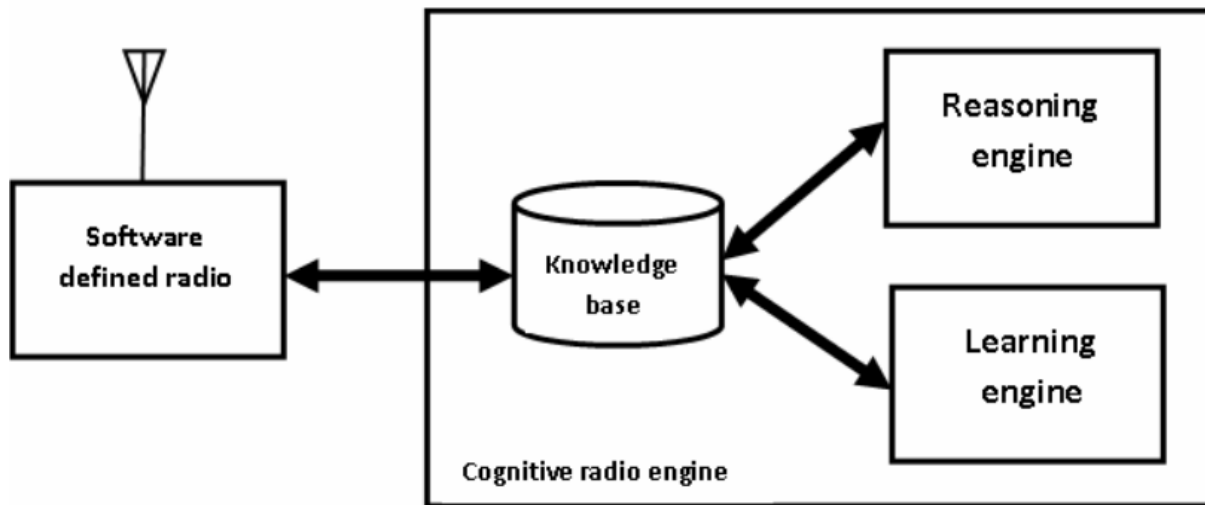 Software
defined radio
Knowledge
base
Reasoning
engine
Learning
engine
Cognitive radio engine